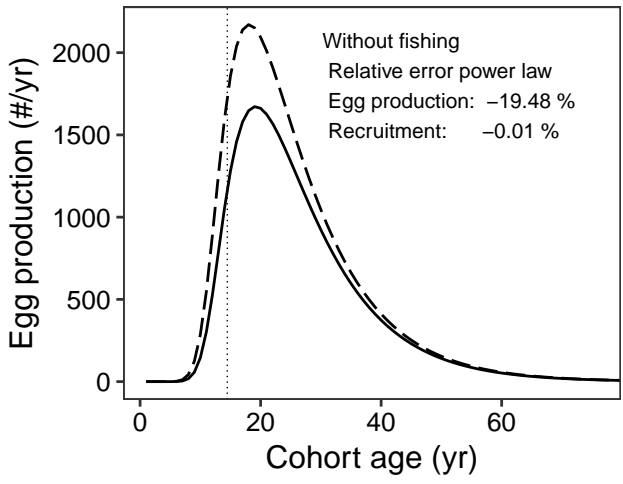 Without fishing
Relative error power law
Egg production: −19.48 %
Recruitment: −0.01 %
Egg production (#/yr)
2000
1500
1000
500
0
0 20 40 60
Cohort age (yr)